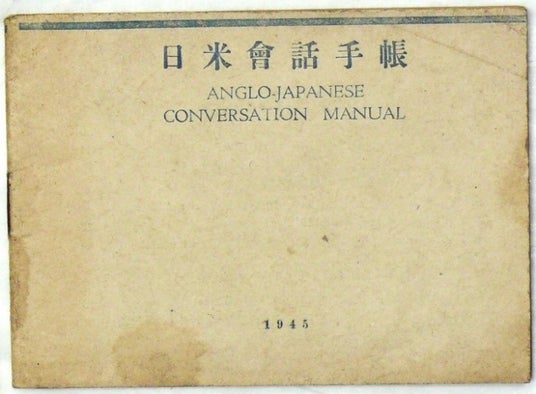 日米會話手帳
ANGLO-JAPANESE
CONVERSATION MANUAL
1945